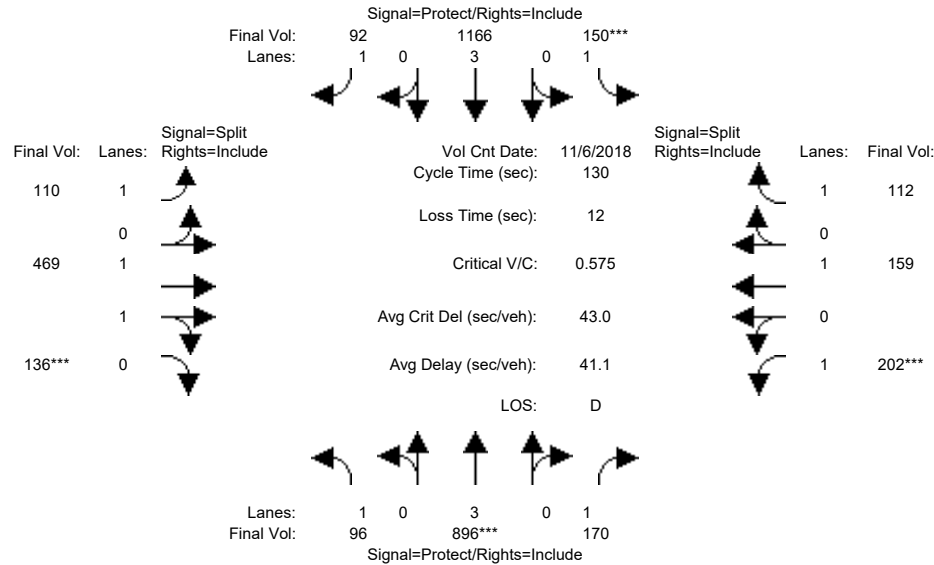 Signal=Protect/Rights=Include
Final Vol: 92 1166 150***
Lanes: 1 0 3 0 1
Signal=Split Signal=Split
Final Vol: Lanes: Rights=Include Vol Cnt Date: 11/6/2018 Rights=Include Lanes: Final Vol:
Cycle Time (sec): 130
110 1 1 112
Loss Time (sec): 12
0 0
469 1 Critical V/C: 0.575 1 159
1 Avg Crit Del (sec/veh): 43.0 0
136*** 0 Avg Delay (sec/veh): 41.1 1 202***
LOS: D
Lanes: 1 0 3 0 1
Final Vol: 96 896*** 170
Signal=Protect/Rights=Include